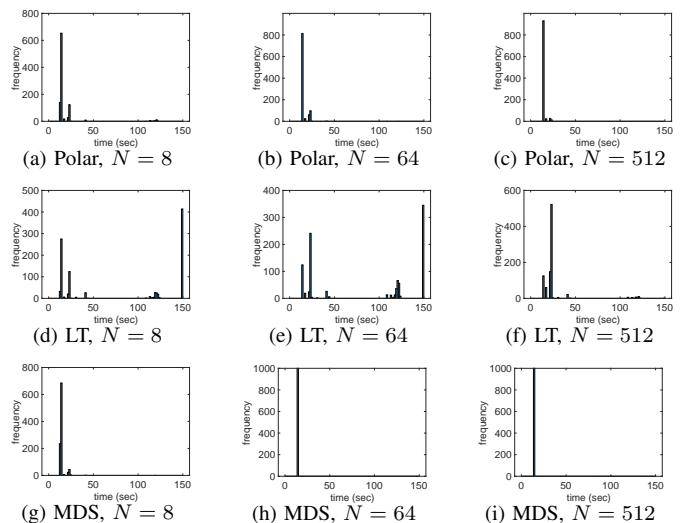 frequency
800
600
400
200
0
0 50 100 150
time (sec)
(a) Polar, N = 8
frequency
800
600
400
200
0
0 50 100 150
time (sec)
(b) Polar, N = 64
frequency
800
600
400
200
0
0 50 100 150
time (sec)
(c) Polar, N = 512
frequency
500
400
300
200
100
0
0 50 100 150
time (sec)
(d) LT, N = 8
frequency
400
300
200
100
0
0 50 100 150
time (sec)
(e) LT, N = 64
frequency
600
400
200
0
0 50 100 150
time (sec)
(f) LT, N = 512
frequency
800
600
400
200
0
0 50 100 150
time (sec)
(g) MDS, N = 8
frequency
1000
800
600
400
200
0
0 50 100 150
time (sec)
(h) MDS, N = 64
frequency
1000
800
600
400
200
0
0 50 100 150
time (sec)
(i) MDS, N = 512